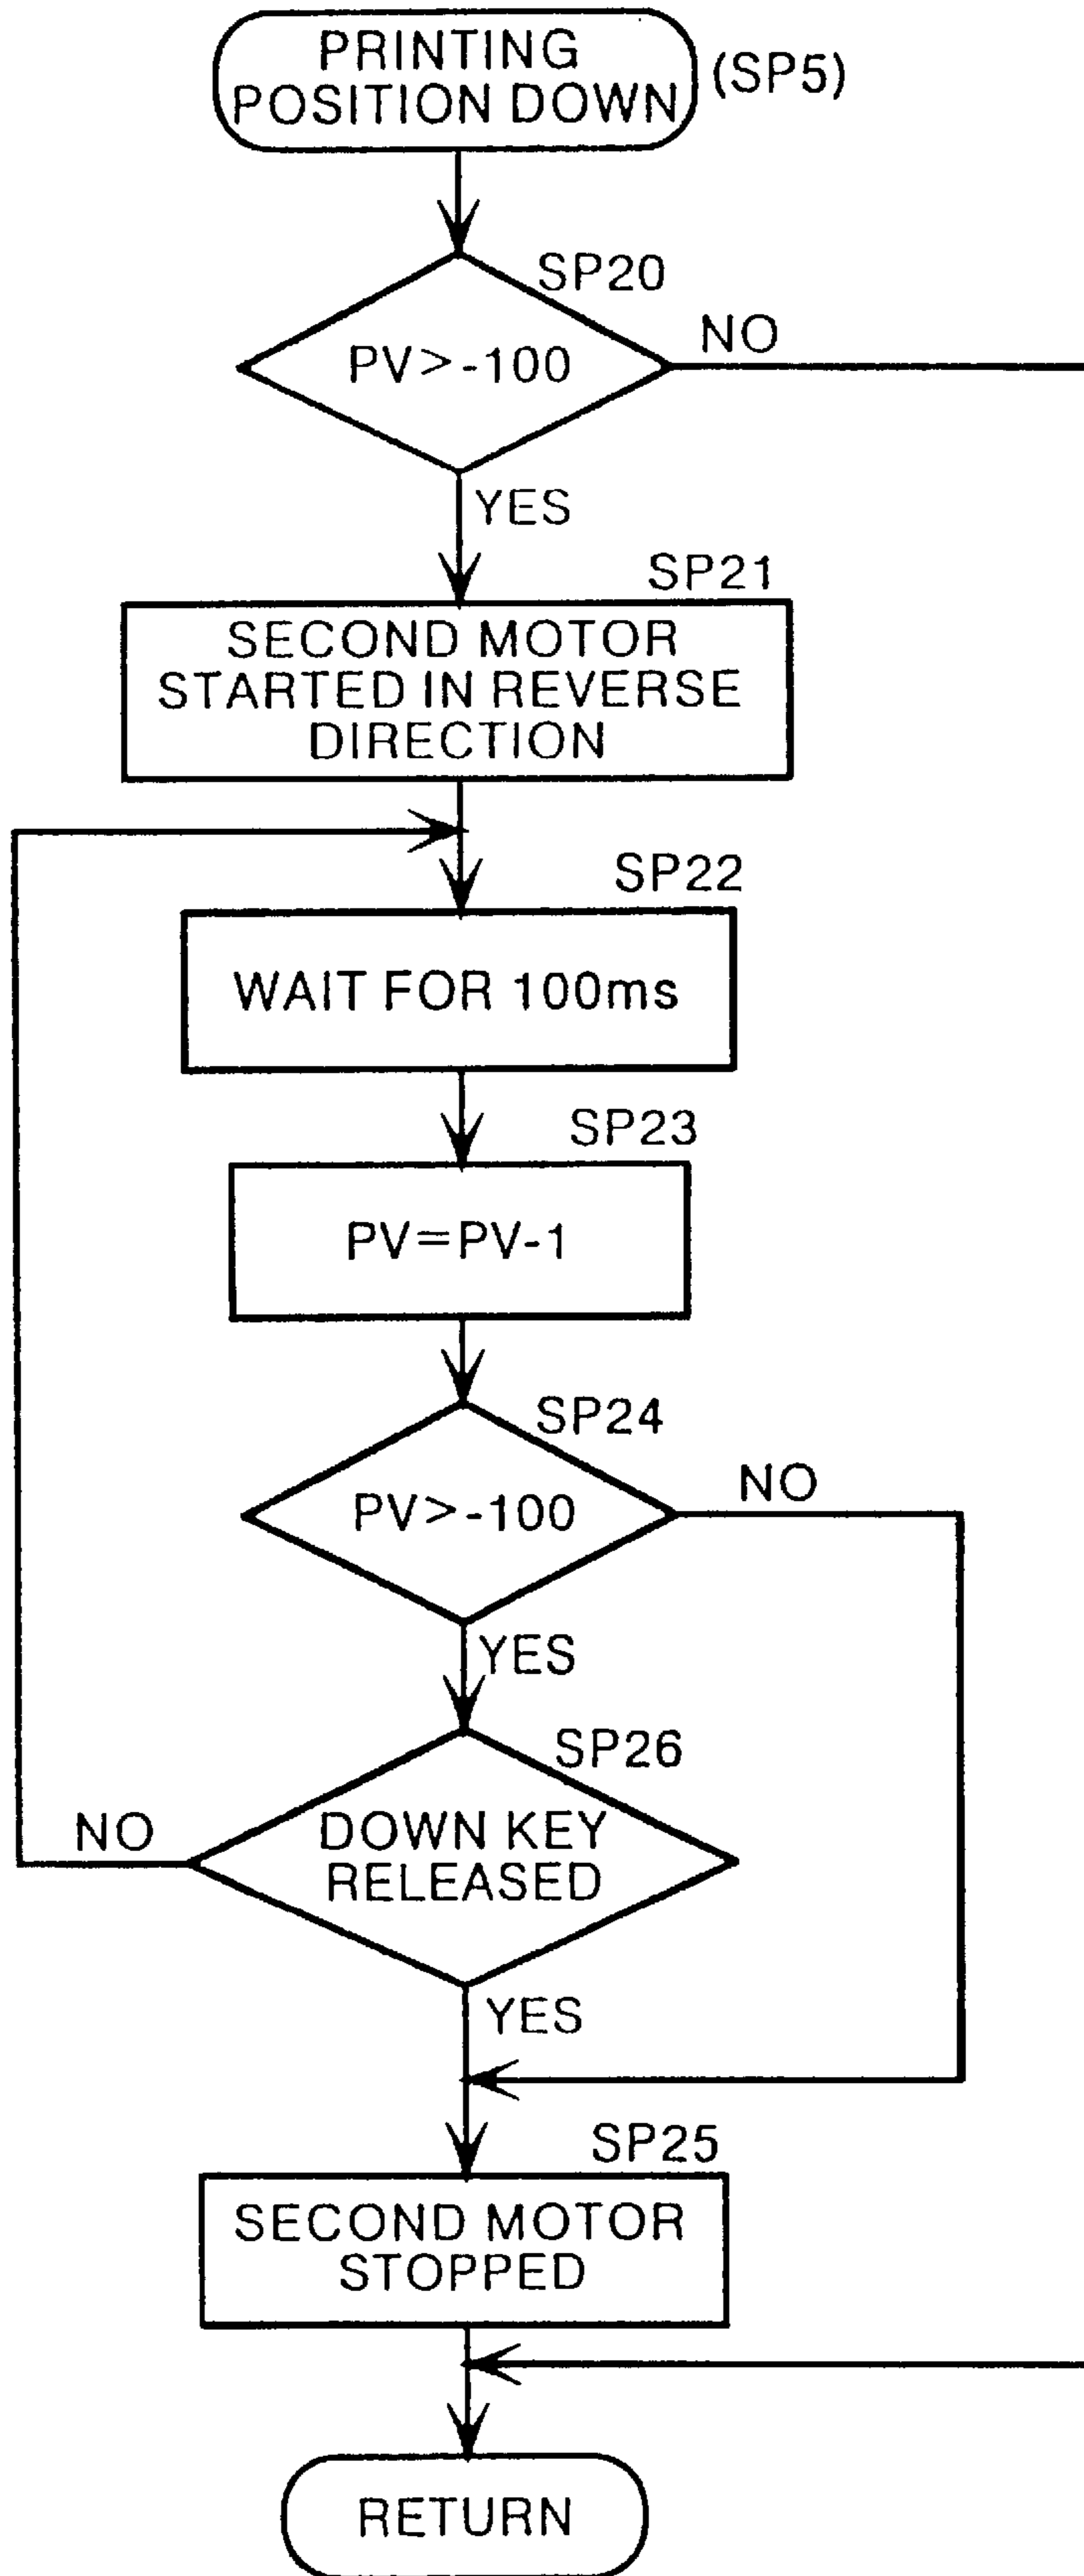 PRINTING
POSITION DOWN
(SP5)
SP20
PV>-100
NO
YES
SP21
SECOND MOTOR
STARTED IN REVERSE
DIRECTION
SP22
WAIT FOR 100ms
SP23
PV=PV-1
SP24
PV>-100
NO
YES
SP26
DOWN KEY
RELEASED
NO
YES
SP25
SECOND MOTOR
STOPPED
RETURN